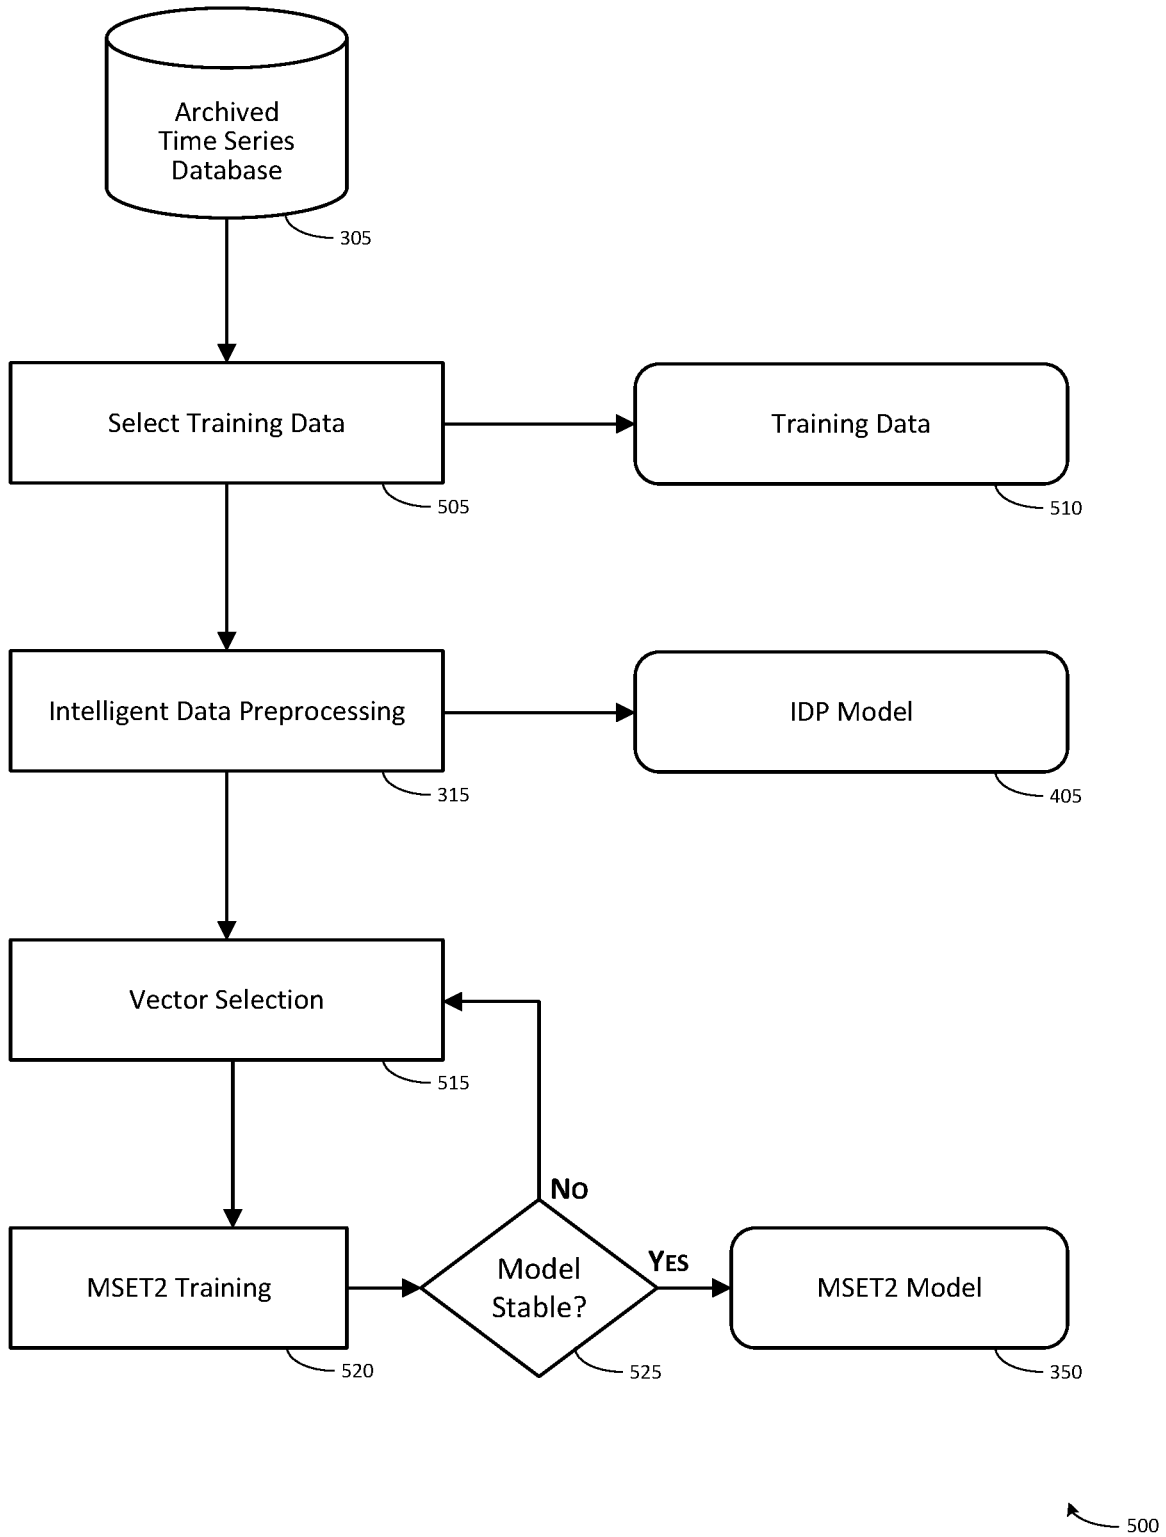 Archived
Time Series
Database
305
Select Training Data
Training Data
505
510
Intelligent Data Preprocessing
IDP Model
315
405
Vector Selection
515
NO
YES
MSET2 Training
Model
Stable?
MSET2 Model
520
525
350
500